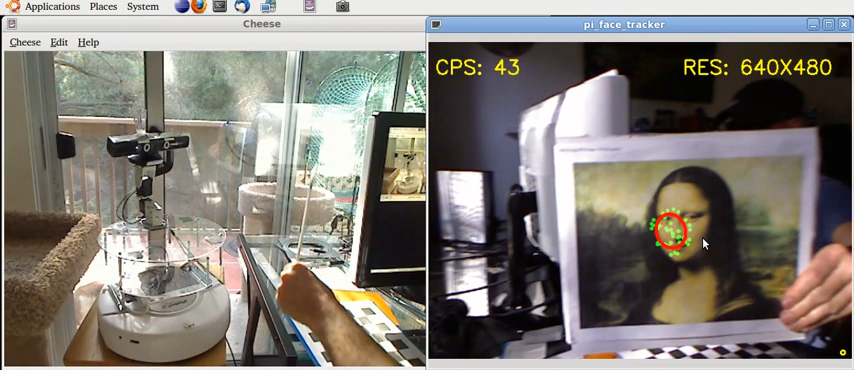 Applications Places System
Cheese
Cheese Edit Help
pi_face_tracker
CPS: 43
RES: 640X480